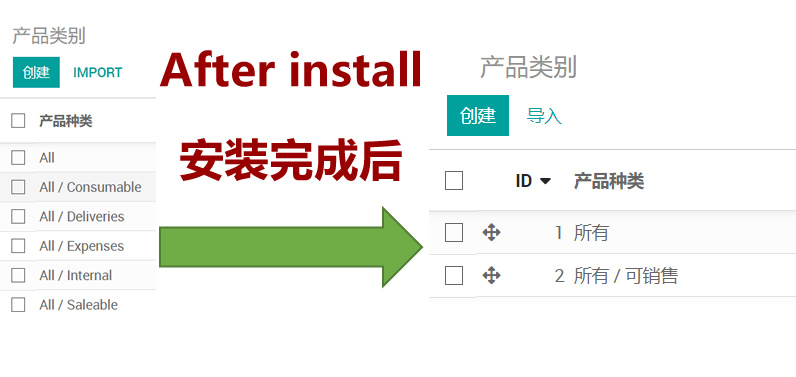 产品类别
创建 IMPORT
产品种类
All
All / Consumable
All / Deliveries
All / Expenses
All / Internal
All / Saleable
After install
安装完成后
产品类别
创建 导入
ID 产品种类
1 所有
2 所有 / 可销售